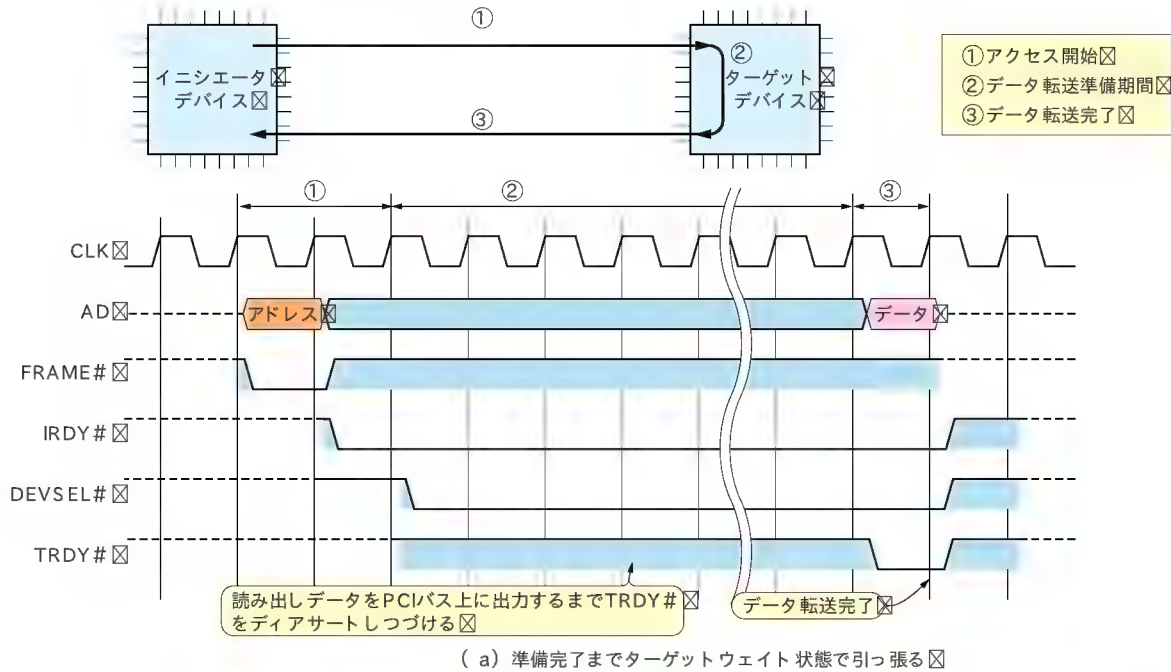 ①
イニシエータ
デバイス
②
ターゲット
デバイス
③
①アクセス開始
②データ転送準備期間
③データ転送完了
①
②
③
CLK
AD
アドレス
データ
FRAME#
IRDY#
DEVSEL#
TRDY#
読み出しデータをPCIバス上に出力するまでTRDY#
をディアサートしつづける
データ転送完了
(a) 準備完了までターゲットウェイト状態で引っ張る